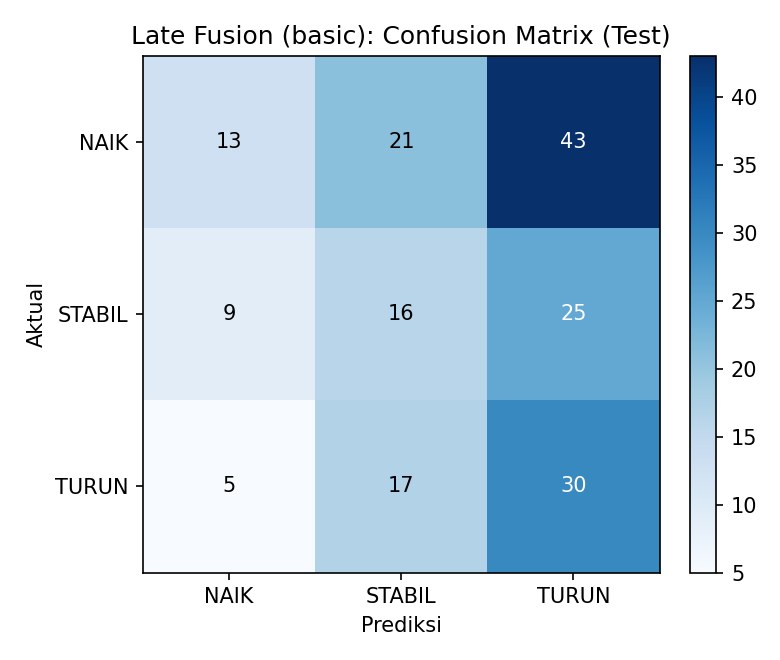 Late Fusion (basic): Confusion Matrix (Test)
NAIK 13 21 43
STABIL 9 16 25
TURUN 5 17 30
NAIK STABIL TURUN
Prediksi
Aktual
40
35
30
25
20
15
10
5